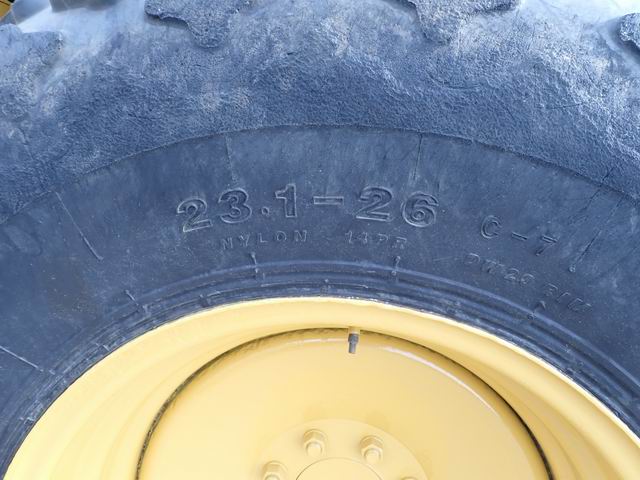 23.1-26
NYLON 14PR
C-7
DW20 RIM